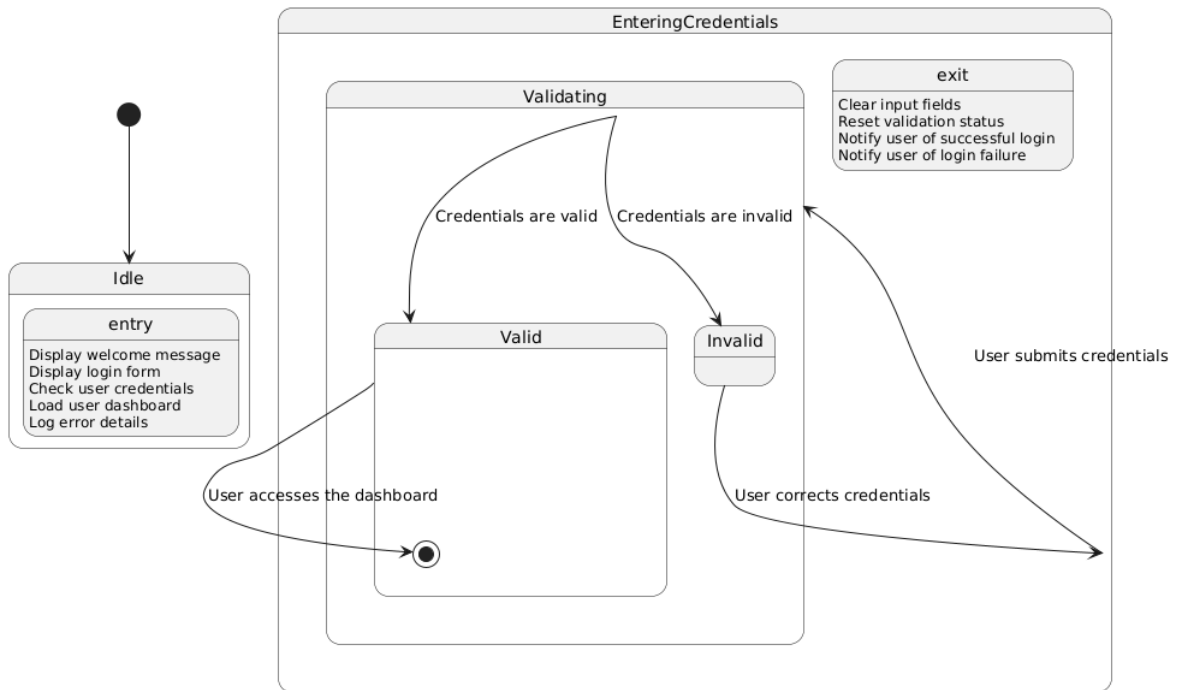 EnteringCredentials
exit
Clear input fields
Reset validation status
Notify user of successful login
Notify user of login failure
Validating
Credentials are valid
Credentials are invalid
Idle
entry
Display welcome message
Display login form
Check user credentials
Load user dashboard
Log error details
Valid
Invalid
User submits credentials
User accesses the dashboard
User corrects credentials